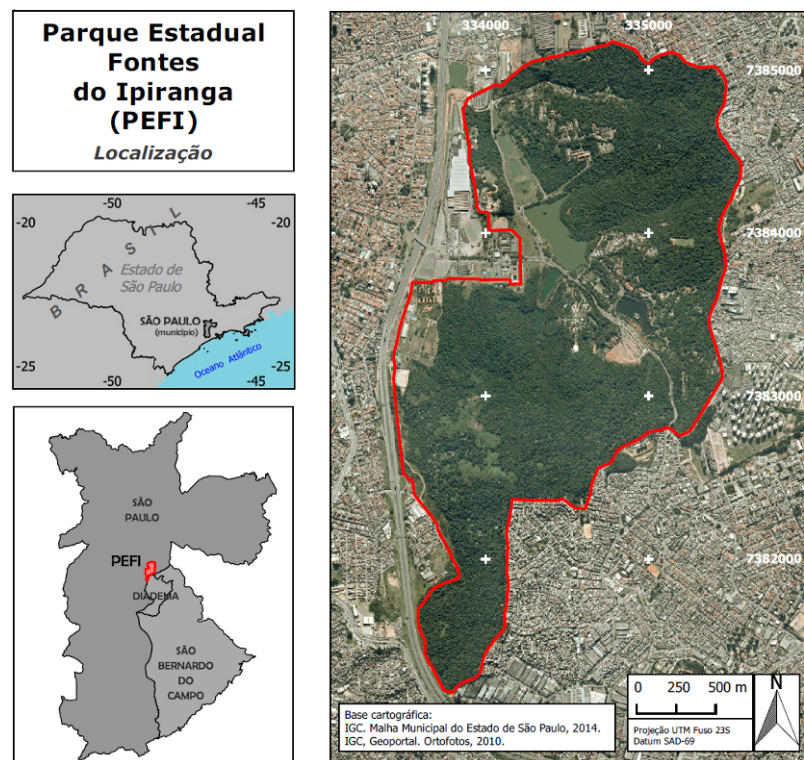 Parque Estadual
Fontes
do Ipiranga
(PEFI)
Localização
-50
-45
-20
-20
BRASIL
Estado de
São Paulo
SÃO PAULO
(município)
Oceano Atlântico
-25
-25
-50
-45
SÃO
PAULO
PEFI
DIADEMA
SÃO
BERNARDO
DO
CAMPO
334000
335000
7385000
7384000
7383000
7382000
Base cartográfica:
IGC. Malha Municipal do Estado de São Paulo, 2014.
IGC, Geoportal. Ortofotos, 2010.
0 250 500 m
Projeção UTM Fuso 23S
Datum SAD-69
N